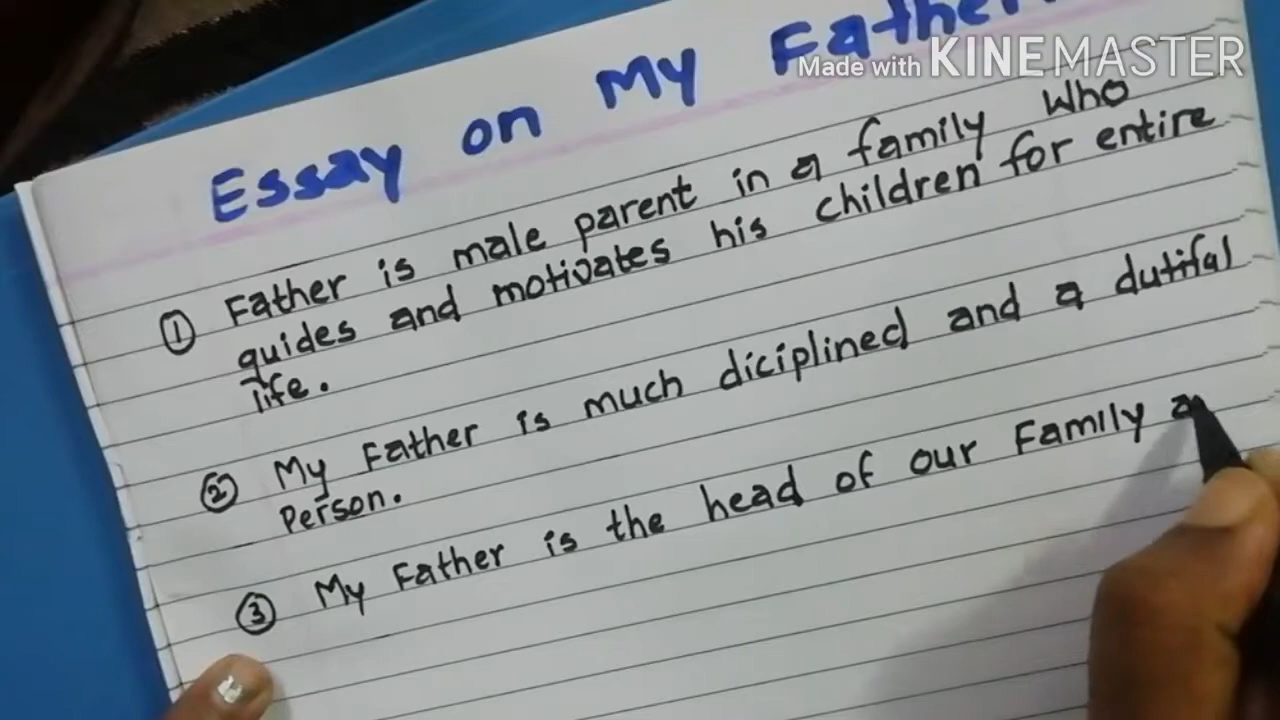 Essay on My Father
Made with KINEMASTER
① Father is male parent in a family who
guides and motivates his children for entire
life.
② My Father is much diciplined and a dutifal
Person.
③ My Father is the head of our Family